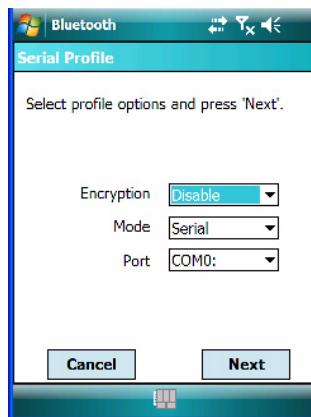 Bluetooth
Serial Profile
Select profile options and press 'Next'.
Encryption Disable
Mode Serial
Port COM0:
Cancel Next